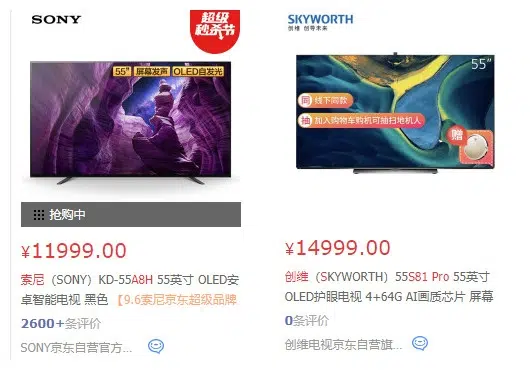 SONY
超级
秒杀节
55" 屏幕发声 OLED自发光
抢购中
¥11999.00
索尼（SONY）KD-55A8H 55英寸 OLED安
卓智能电视 黑色 【9.6索尼京东超级品牌
2600+条评价
SONY京东自营官方...
SKYWORTH
创维 创导未来
55"
同 线下同款
抽 加入购物车购机可抽扫地机人
赠
¥14999.00
创维（SKYWORTH）55S81 Pro 55英寸
OLED护眼电视 4+64G AI画质芯片 屏幕
0条评价
创维电视京东自营旗...